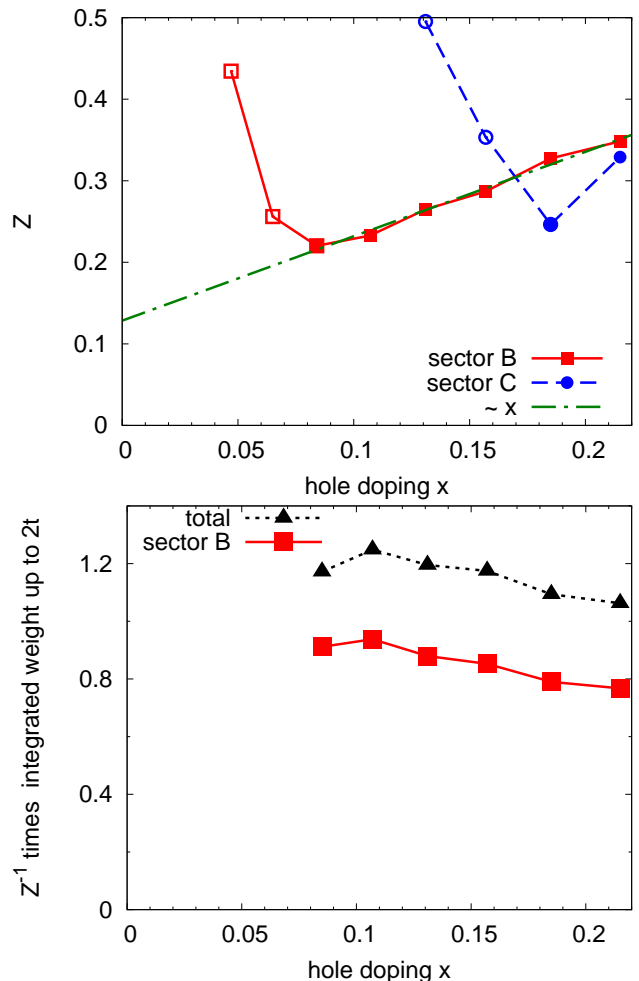 0.5
0.4
0.3
0.2
0.1
0
Z
sector B
sector C
~ x
0 0.05 0.1 0.15 0.2
hole doping x
total
sector B
1.2
0.8
0.4
0
Z⁻¹ times integrated weight up to 2t
0 0.05 0.1 0.15 0.2
hole doping x